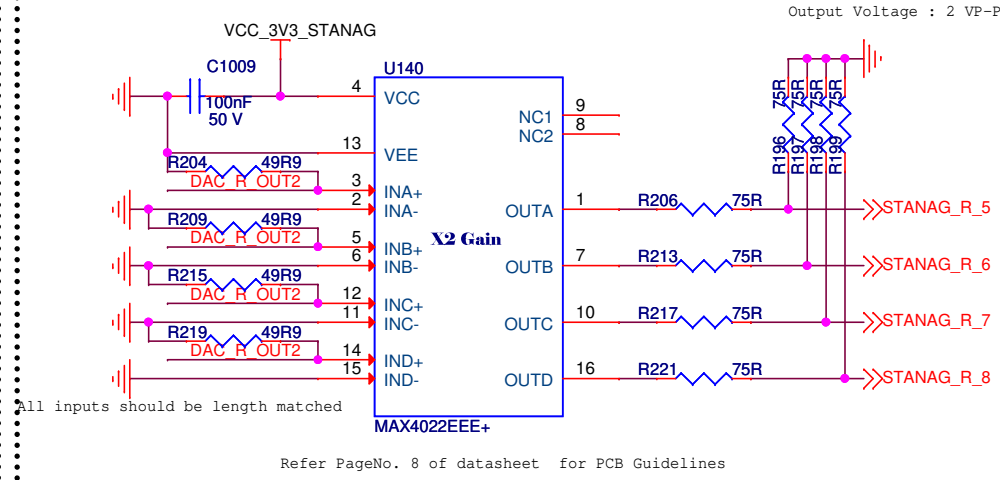 Output Voltage : 2 VP-P
VCC_3V3_STANAG
C1009
100nF
50 V
U140
4 VCC
13 VEE
R204 49R9
DAC_R_OUT2
3 INA+
2 INA-
R209 49R9
DAC_R_OUT2
5 INB+
6 INB-
R215 49R9
DAC_R_OUT2
12 INC+
11 INC-
R219 49R9
DAC_R_OUT2
14 IND+
15 IND-
X2 Gain
NC1 9
NC2 8
OUTA 1 R206 75R STANAG_R_5
OUTB 7 R213 75R STANAG_R_6
OUTC 10 R217 75R STANAG_R_7
OUTD 16 R221 75R STANAG_R_8
R196 75R
R197 75R
R198 75R
R199 75R
All inputs should be length matched
MAX4022EEE+
Refer PageNo. 8 of datasheet for PCB Guidelines